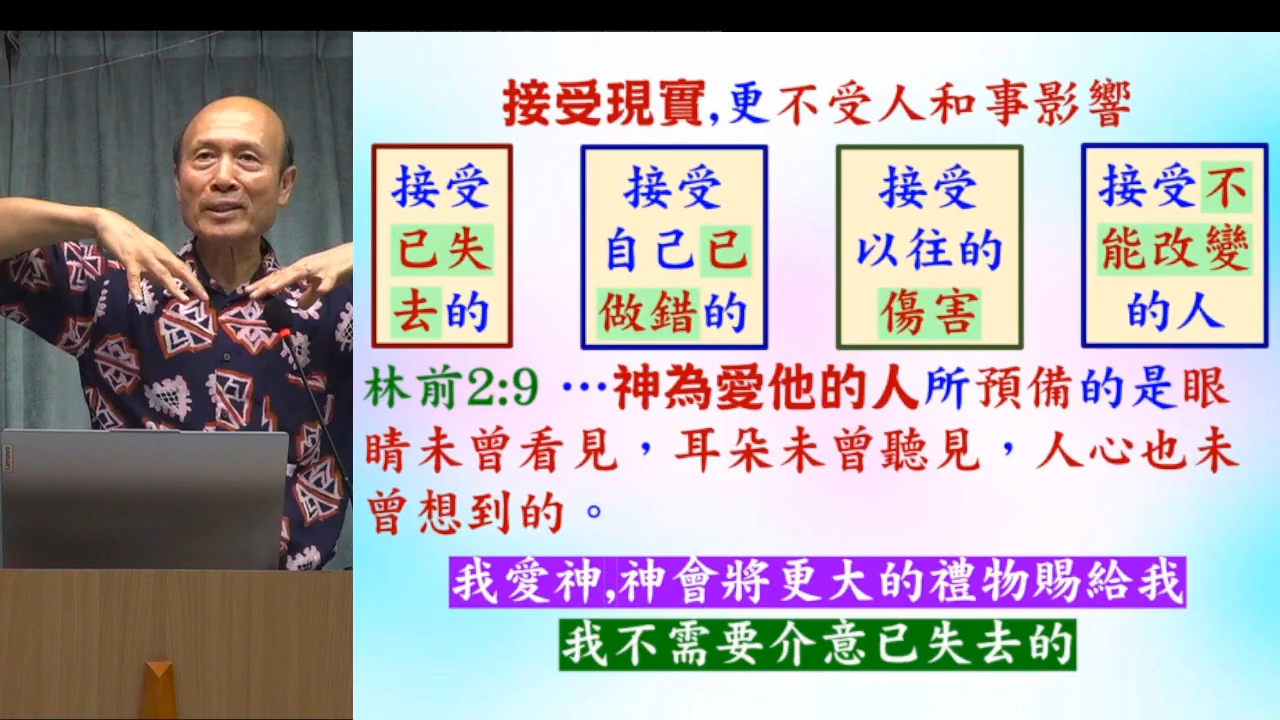 接受現實,更不受人和事影響
接受
已失
去的
接受
自己已
做錯的
接受
以往的
傷害
接受不
能改變
的人
林前2:9 …神為愛他的人所預備的是眼
睛未曾看見，耳朵未曾聽見，人心也未
曾想到的。
我愛神,神會將更大的禮物賜給我
我不需要介意已失去的
Lenovo